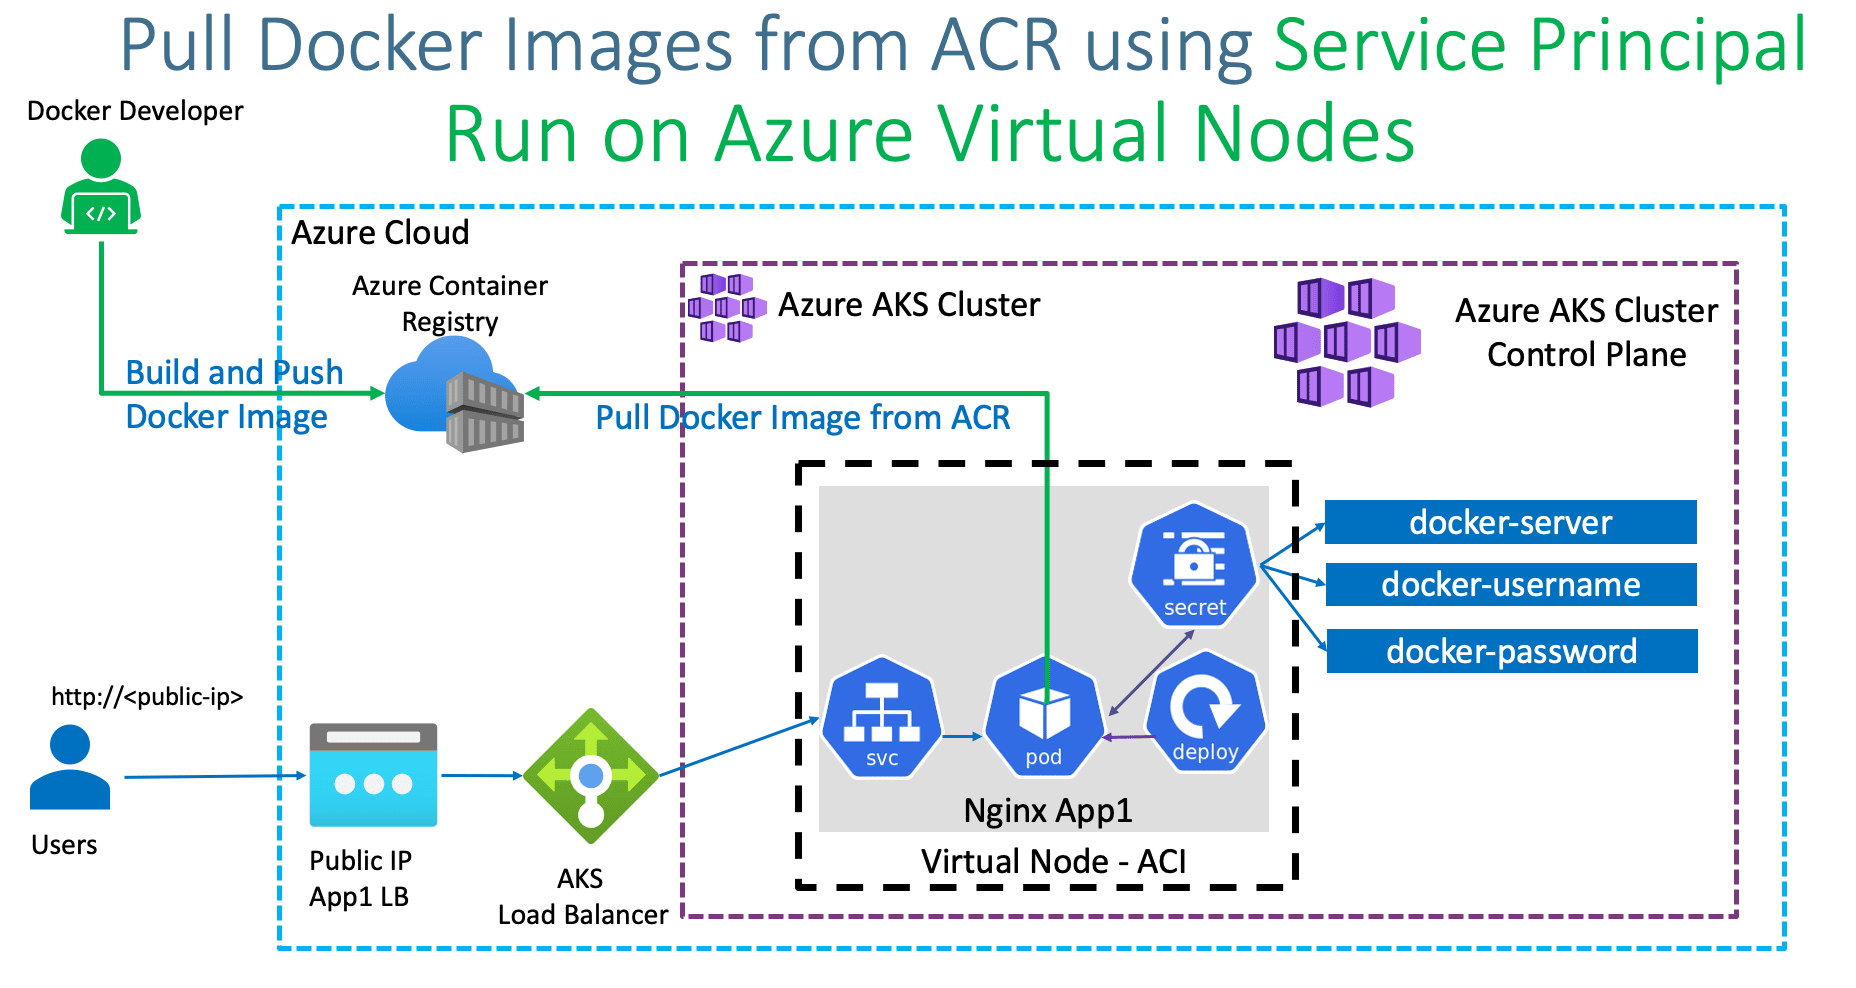 Pull Docker Images from ACR using Service Principal
Run on Azure Virtual Nodes
Docker Developer
</>
Azure Cloud
Azure Container
Registry
Build and Push
Docker Image
Azure AKS Cluster
Azure AKS Cluster
Control Plane
Pull Docker Image from ACR
secret
docker-server
docker-username
docker-password
svc
pod
deploy
Nginx App1
Virtual Node - ACI
http://<public-ip>
Users
Public IP
App1 LB
AKS
Load Balancer